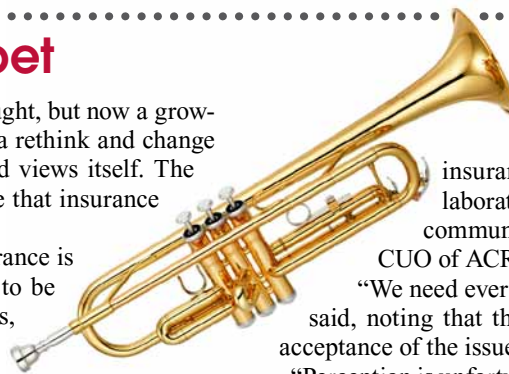 pet
ught, but now a grow-
a rethink and change
d views itself. The
e that insurance
rance is
to be
s,
insuran
laborat
commun
CUO of ACR
“We need ever
said, noting that th
acceptance of the issue